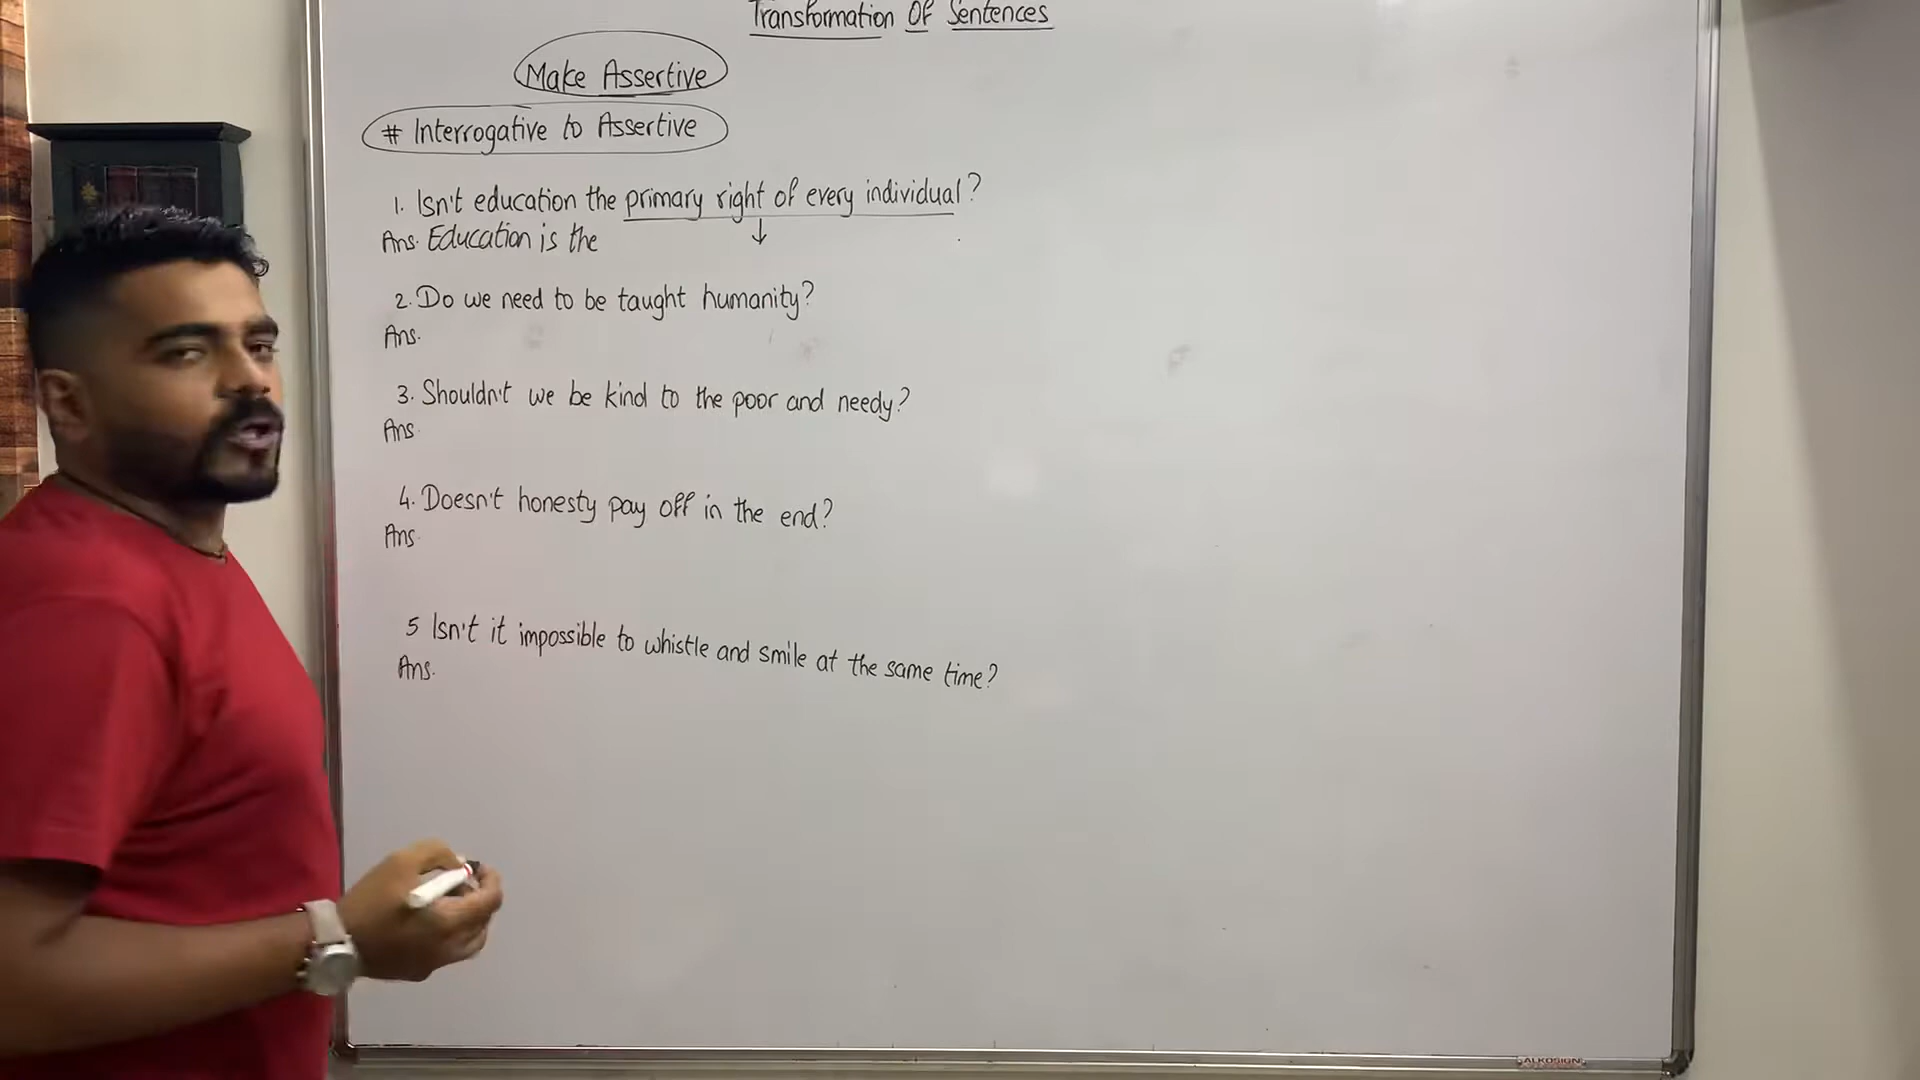 Transformation Of Sentences
Make Assertive
# Interrogative to Assertive
1. Isn't education the primary right of every individual?
Ans. Education is the
2. Do we need to be taught humanity?
Ans.
3. Shouldn't we be kind to the poor and needy?
Ans.
4. Doesn't honesty pay off in the end?
Ans
5 Isn't it impossible to whistle and smile at the same time?
Ans.
ALKOSIGN